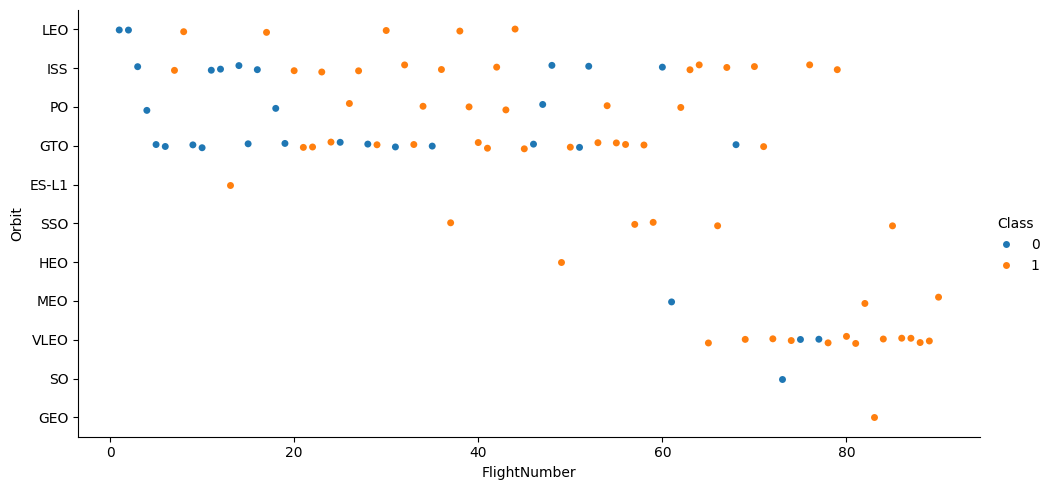 LEO
ISS
PO
GTO
ES-L1
SSO
HEO
MEO
VLEO
SO
GEO
Orbit
0 20 40 60 80
FlightNumber
Class
0
1